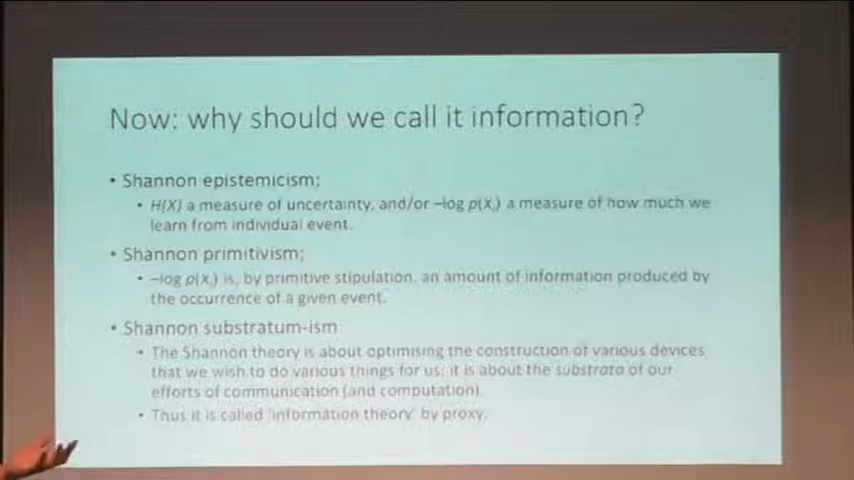 Now: why should we call it information?
• Shannon epistemicism;
• H(X) a measure of uncertainty, and/or –log p(xᵢ) a measure of how much we
learn from individual event.
• Shannon primitivism;
• –log p(xᵢ) is, by primitive stipulation, an amount of information produced by
the occurrence of a given event.
• Shannon substratum-ism
• The Shannon theory is about optimising the construction of various devices
that we wish to do various things for us; it is about the substrata of our
efforts of communication (and computation).
• Thus it is called 'information theory' by proxy.